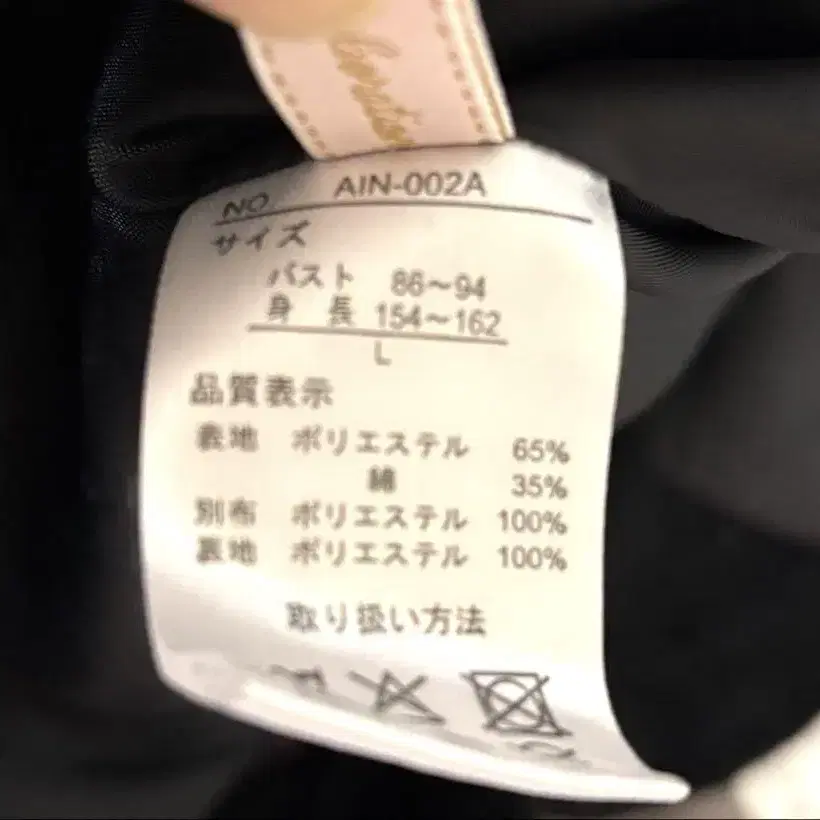 NO AIN-002A
サイズ
バスト 86〜94
身長 154〜162
L
品質表示
表地 ポリエステル 65%
綿 35%
別布 ポリエステル 100%
裏地 ポリエステル 100%
取り扱い方法